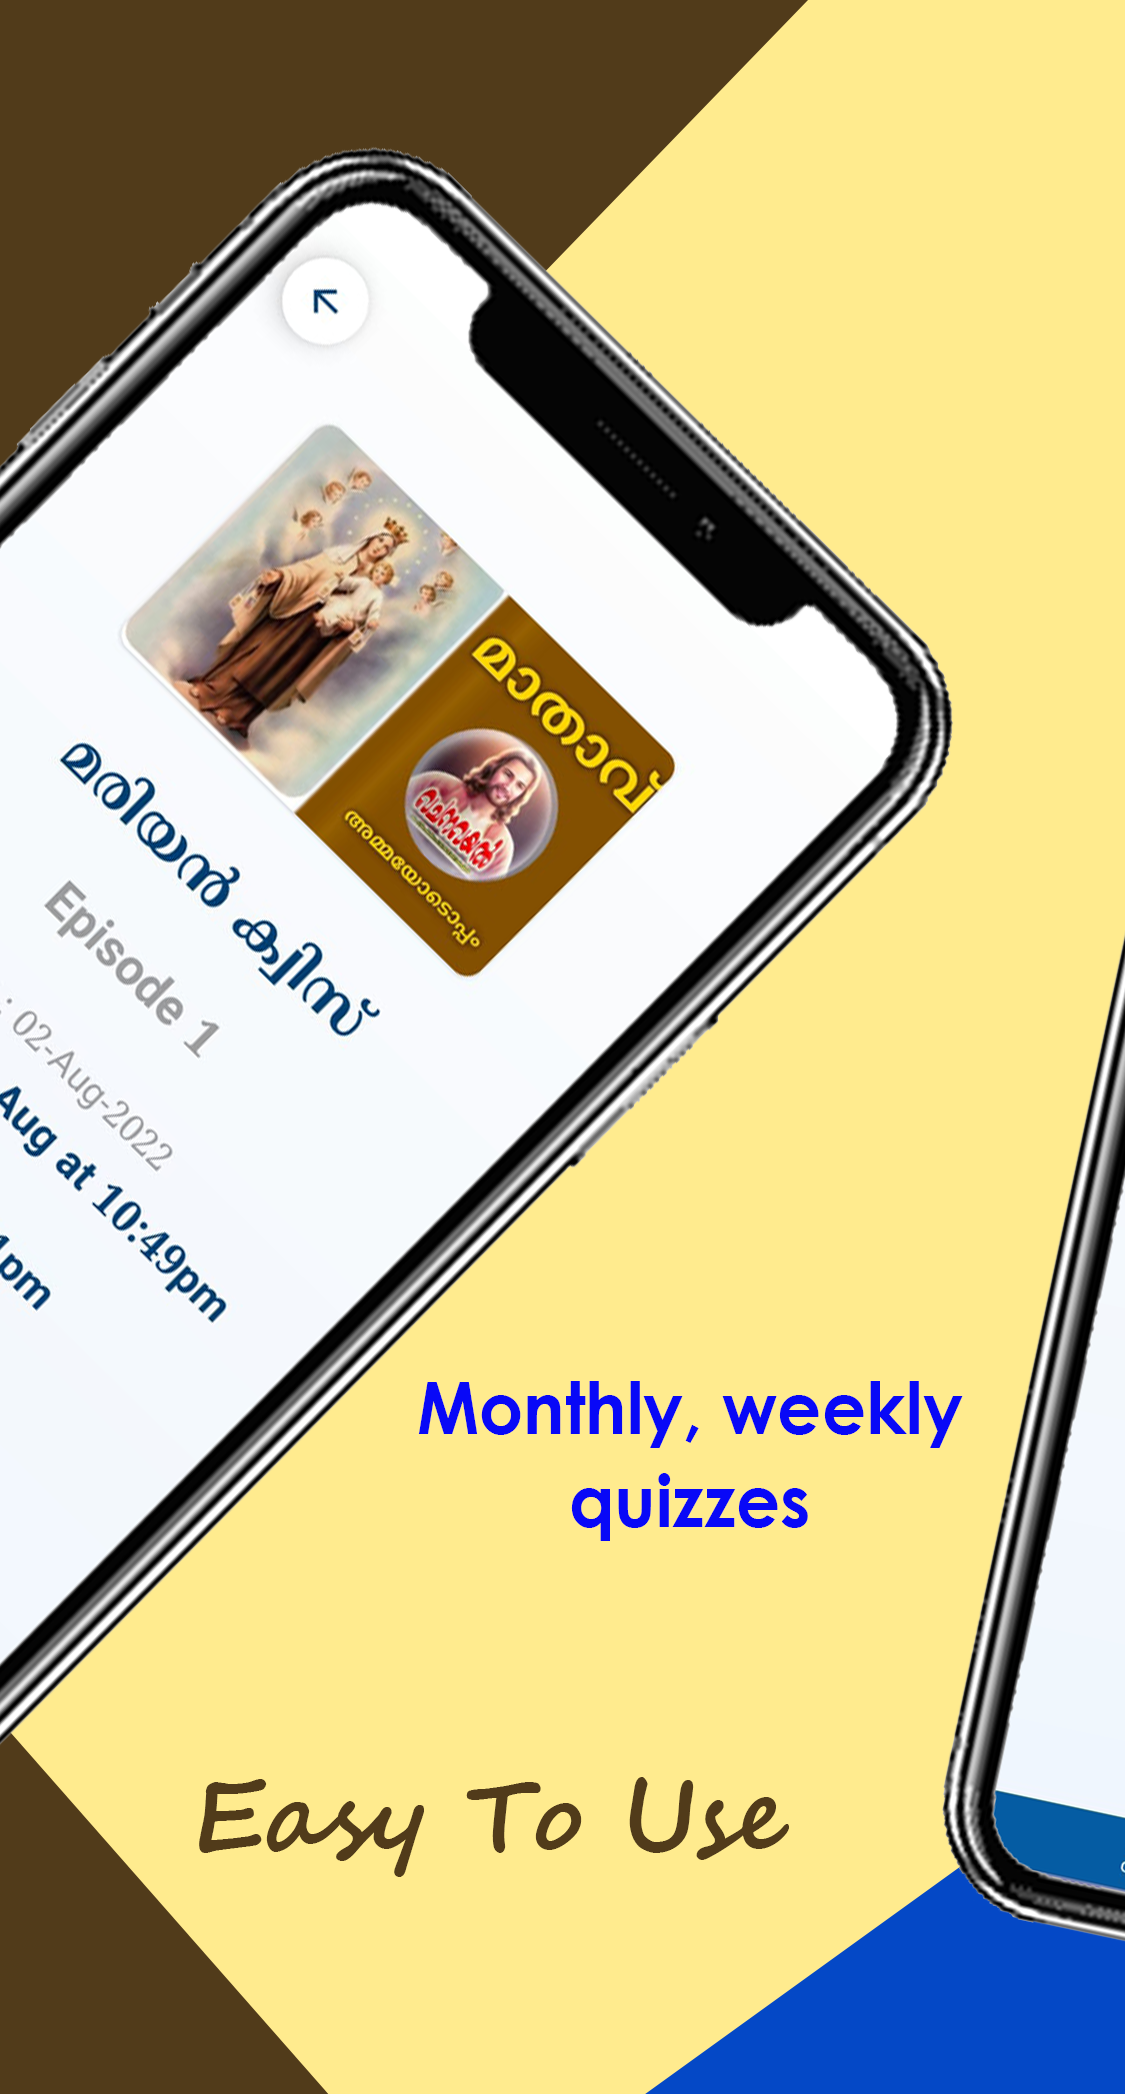 മാതാവ്
അമ്മയോടൊപ്പം
മരിയൻ ക്വിസ്
Episode 1
: 02-Aug-2022
Aug at 10:49pm
1pm
Monthly, weekly
quizzes
Easy To Use